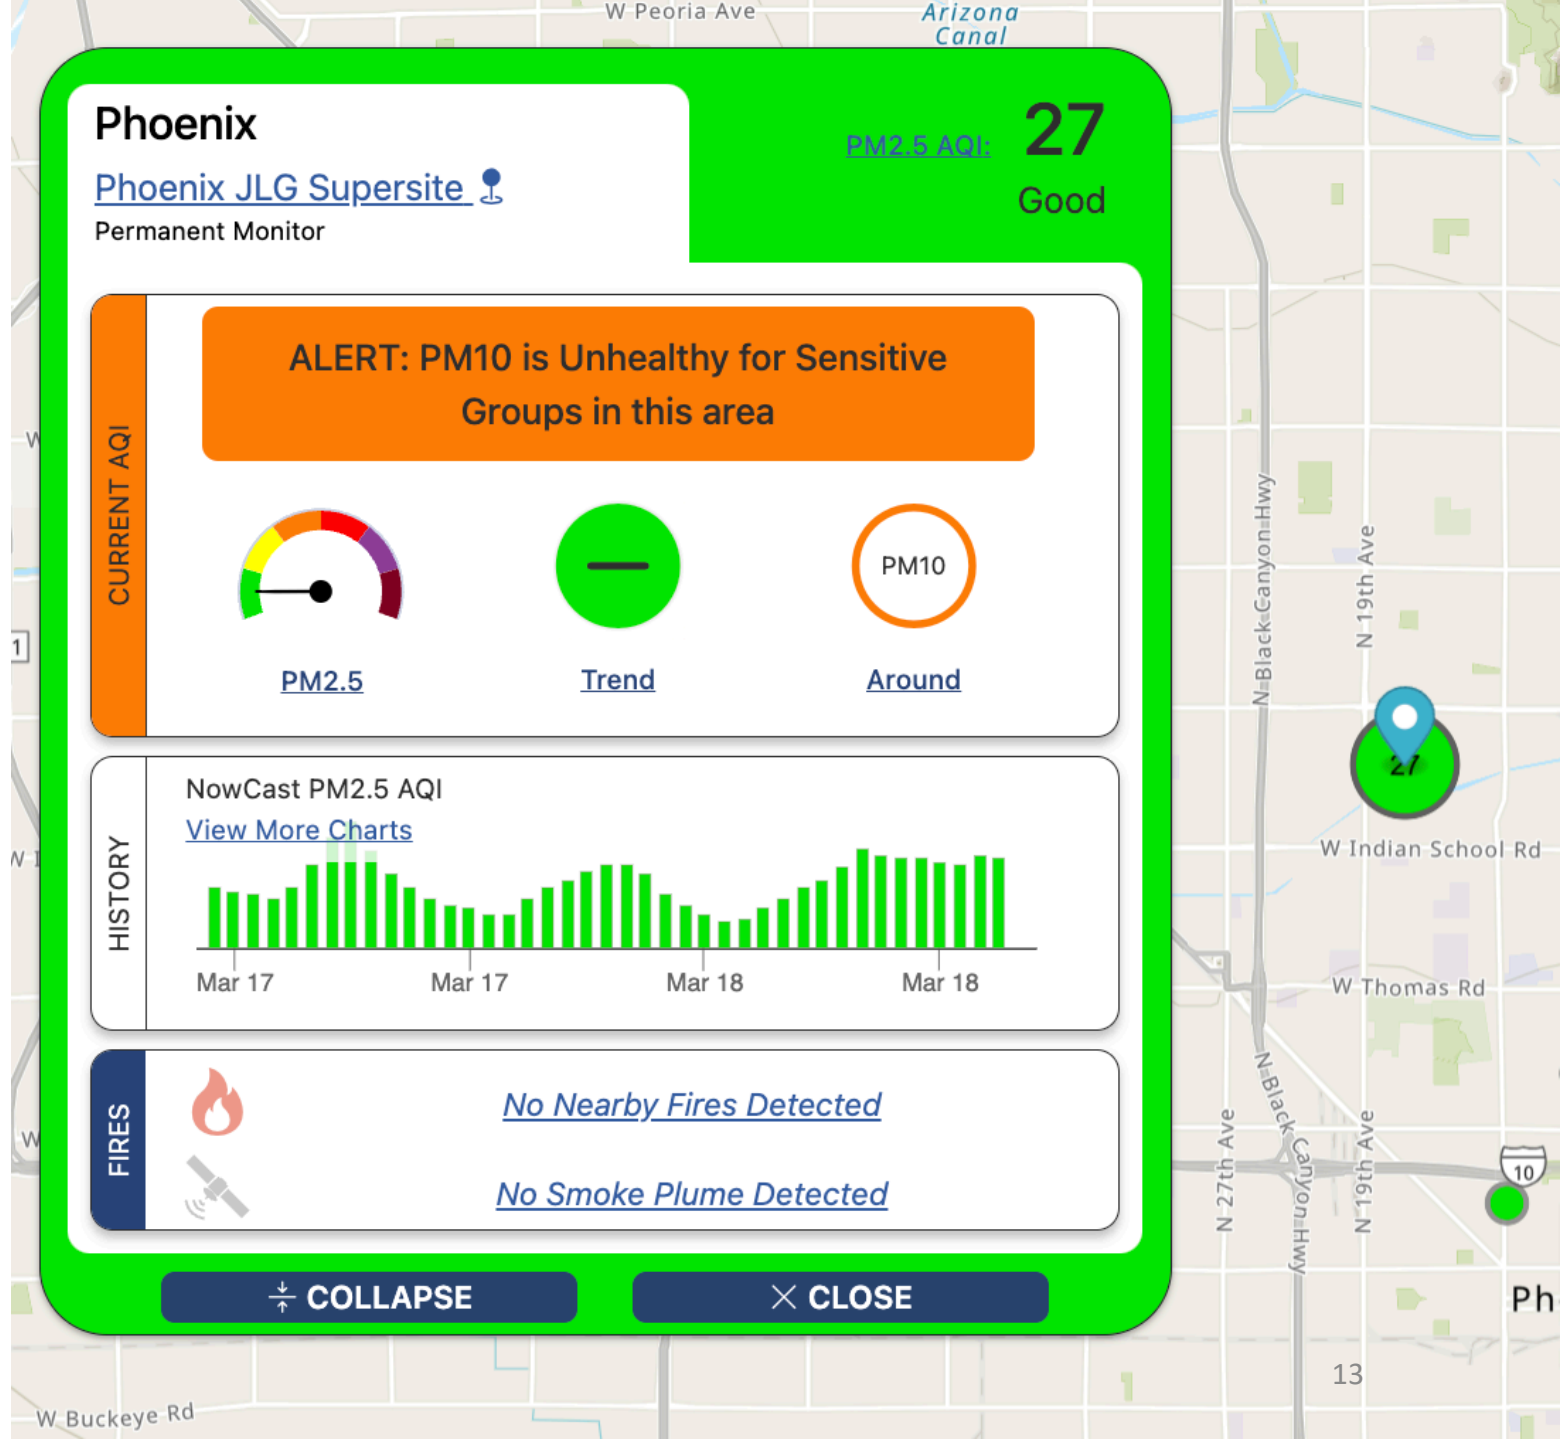 W Peoria Ave
Arizona
Canal
Phoenix
Phoenix JLG Supersite
Permanent Monitor
PM2.5 AQI: 27
Good
CURRENT AQI
ALERT: PM10 is Unhealthy for Sensitive
Groups in this area
PM10
PM2.5
Trend
Around
HISTORY
NowCast PM2.5 AQI
View More Charts
Mar 17
Mar 17
Mar 18
Mar 18
FIRES
No Nearby Fires Detected
No Smoke Plume Detected
COLLAPSE
CLOSE
1
W
W
N Black Canyon Hwy
N 19th Ave
27
W Indian School Rd
W Thomas Rd
N Black Canyon Hwy
N 27th Ave
N 19th Ave
10
Ph
13
W Buckeye Rd